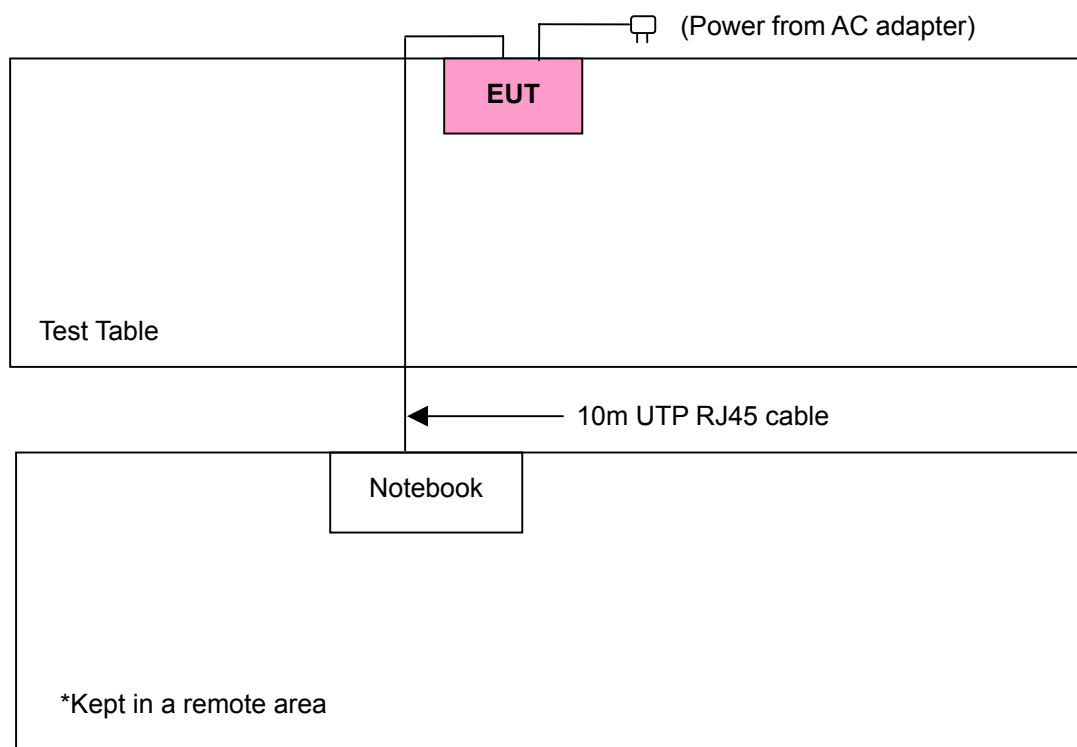 (Power from AC adapter)
EUT
Test Table
10m UTP RJ45 cable
Notebook
*Kept in a remote area